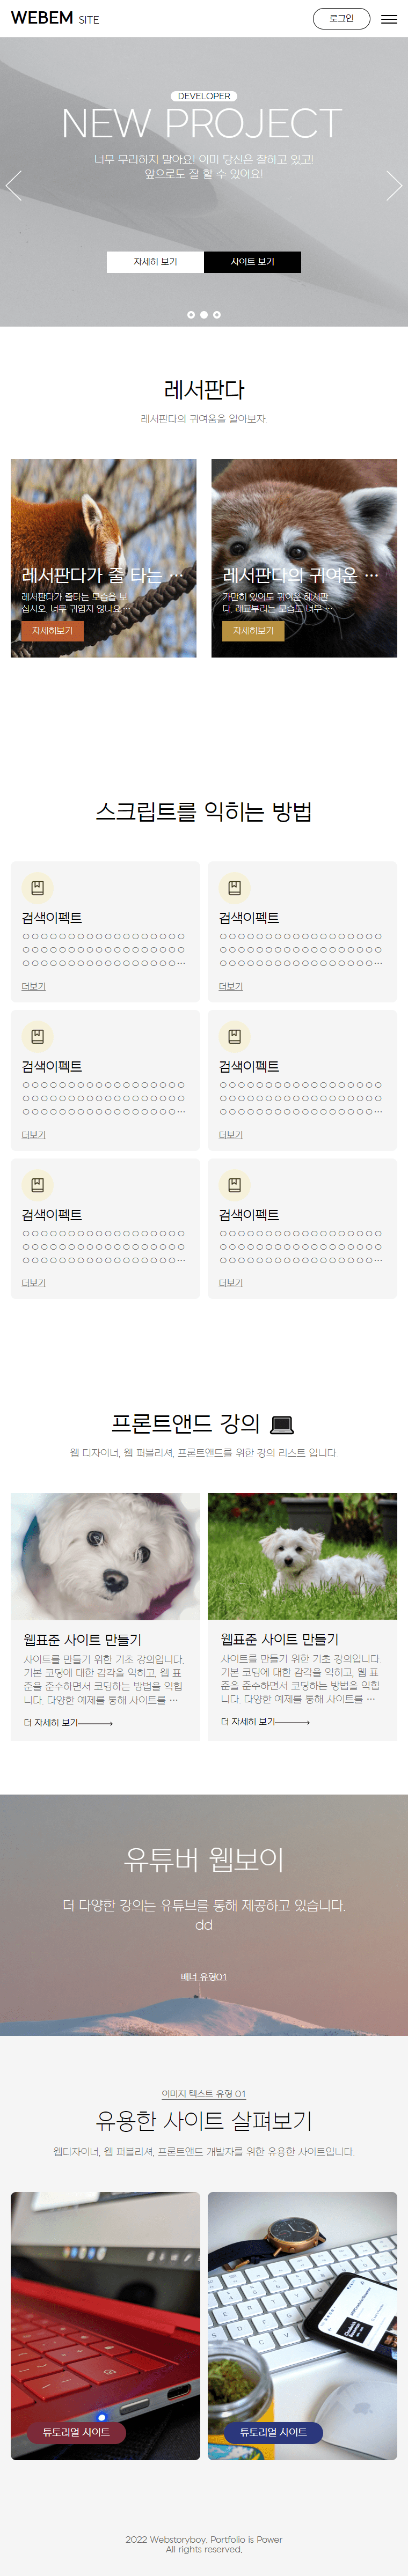 WEBEM SITE
로그인
DEVELOPER
NEW PROJECT
너무 무리하지 말아요! 이미 당신은 잘하고 있고!
앞으로도 잘 할 수 있어요!
자세히 보기
사이트 보기
레서판다
레서판다의 귀여움을 알아보자.
레서판다가 줄 타는 …
레서판다가 줄타는 모습을 보
십시오. 너무 귀엽지 않나요 …
자세히보기
레서판다의 귀여운 …
가만히 있어도 귀여운 레서판
다. 래교부리는 모습도 너무 …
자세히보기
스크립트를 익히는 방법
검색이펙트
ㅇㅇㅇㅇㅇㅇㅇㅇㅇㅇㅇㅇㅇㅇㅇㅇㅇㅇ
ㅇㅇㅇㅇㅇㅇㅇㅇㅇㅇㅇㅇㅇㅇㅇㅇㅇㅇ
ㅇㅇㅇㅇㅇㅇㅇㅇㅇㅇㅇㅇㅇㅇㅇㅇㅇ…
더보기
검색이펙트
ㅇㅇㅇㅇㅇㅇㅇㅇㅇㅇㅇㅇㅇㅇㅇㅇㅇㅇ
ㅇㅇㅇㅇㅇㅇㅇㅇㅇㅇㅇㅇㅇㅇㅇㅇㅇㅇ
ㅇㅇㅇㅇㅇㅇㅇㅇㅇㅇㅇㅇㅇㅇㅇㅇㅇ…
더보기
검색이펙트
ㅇㅇㅇㅇㅇㅇㅇㅇㅇㅇㅇㅇㅇㅇㅇㅇㅇㅇ
ㅇㅇㅇㅇㅇㅇㅇㅇㅇㅇㅇㅇㅇㅇㅇㅇㅇㅇ
ㅇㅇㅇㅇㅇㅇㅇㅇㅇㅇㅇㅇㅇㅇㅇㅇㅇ…
더보기
검색이펙트
ㅇㅇㅇㅇㅇㅇㅇㅇㅇㅇㅇㅇㅇㅇㅇㅇㅇㅇ
ㅇㅇㅇㅇㅇㅇㅇㅇㅇㅇㅇㅇㅇㅇㅇㅇㅇㅇ
ㅇㅇㅇㅇㅇㅇㅇㅇㅇㅇㅇㅇㅇㅇㅇㅇㅇ…
더보기
검색이펙트
ㅇㅇㅇㅇㅇㅇㅇㅇㅇㅇㅇㅇㅇㅇㅇㅇㅇㅇ
ㅇㅇㅇㅇㅇㅇㅇㅇㅇㅇㅇㅇㅇㅇㅇㅇㅇㅇ
ㅇㅇㅇㅇㅇㅇㅇㅇㅇㅇㅇㅇㅇㅇㅇㅇㅇ…
더보기
검색이펙트
ㅇㅇㅇㅇㅇㅇㅇㅇㅇㅇㅇㅇㅇㅇㅇㅇㅇㅇ
ㅇㅇㅇㅇㅇㅇㅇㅇㅇㅇㅇㅇㅇㅇㅇㅇㅇㅇ
ㅇㅇㅇㅇㅇㅇㅇㅇㅇㅇㅇㅇㅇㅇㅇㅇㅇ…
더보기
프론트앤드 강의
웹 디자이너, 웹 퍼블리셔, 프론트앤드를 위한 강의 리스트 입니다.
웹표준 사이트 만들기
사이트를 만들기 위한 기초 강의입니다.
기본 코딩에 대한 감각을 익히고, 웹 표
준을 준수하면서 코딩하는 방법을 익힙
니다. 다양한 예제를 통해 사이트를 …
더 자세히 보기
웹표준 사이트 만들기
사이트를 만들기 위한 기초 강의입니다.
기본 코딩에 대한 감각을 익히고, 웹 표
준을 준수하면서 코딩하는 방법을 익힙
니다. 다양한 예제를 통해 사이트를 …
더 자세히 보기
유튜버 웹보이
더 다양한 강의는 유튜브를 통해 제공하고 있습니다.
dd
배너 유형01
이미지 텍스트 유형 01
유용한 사이트 살펴보기
웹디자이너, 웹 퍼블리셔, 프론트앤드 개발자를 위한 유용한 사이트입니다.
튜토리얼 사이트
튜토리얼 사이트
2022 Webstoryboy. Portfolio is Power
All rights reserved.